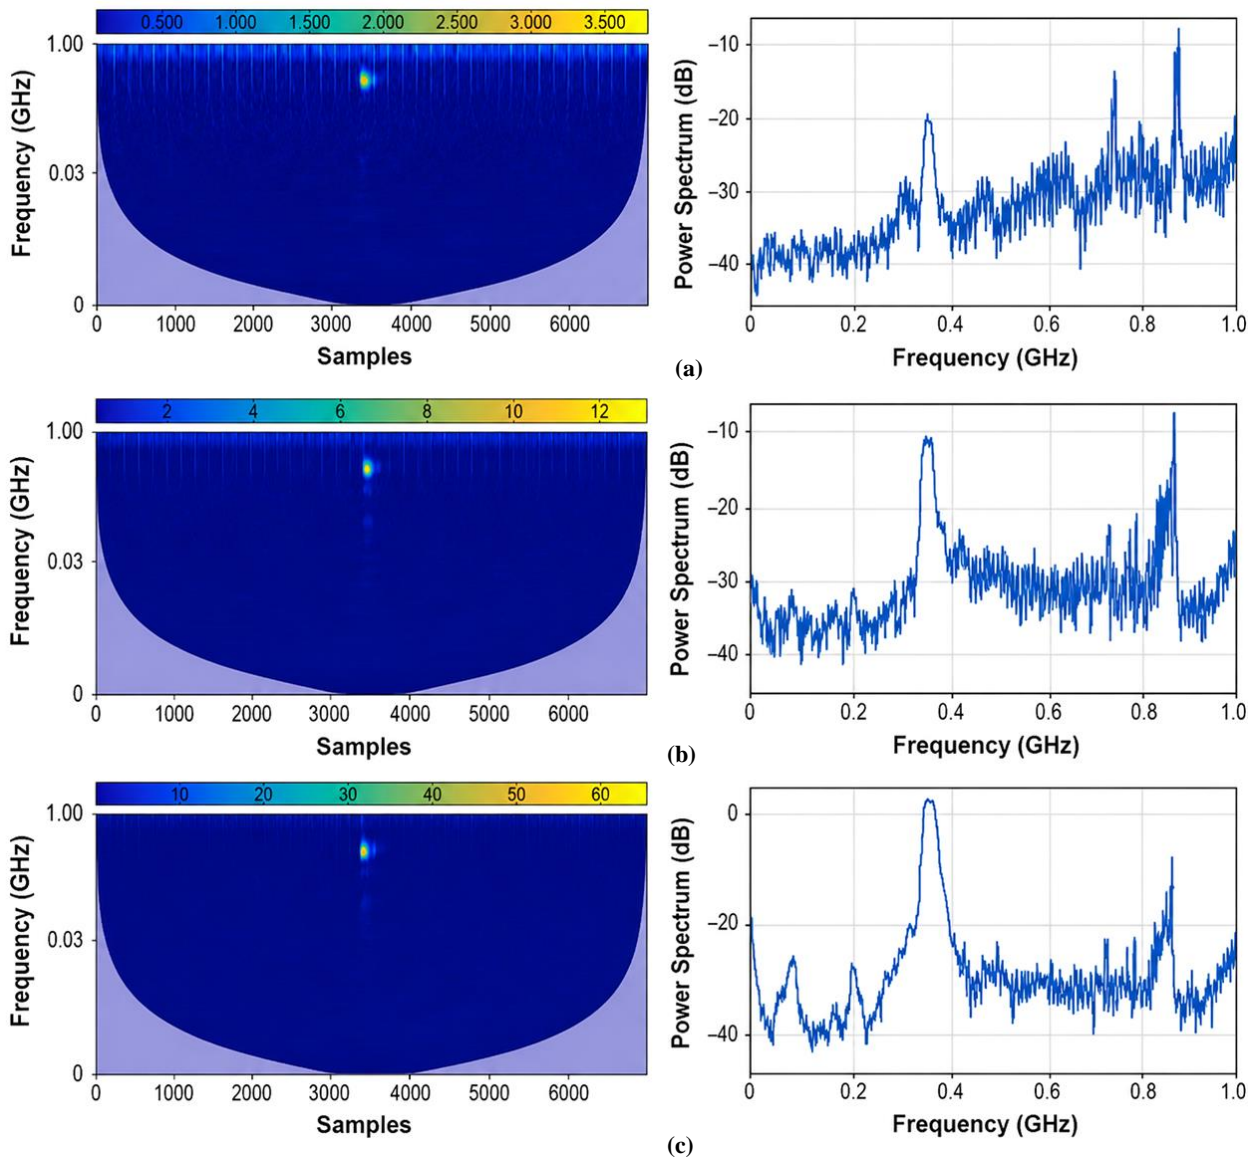 0.500 1.000 1.500 2.000 2.500 3.000 3.500
1.00
0.03
0
Frequency (GHz)
0 1000 2000 3000 4000 5000 6000
Samples
−10
−20
−30
−40
Power Spectrum (dB)
0 0.2 0.4 0.6 0.8 1.0
Frequency (GHz)
(a)
2 4 6 8 10 12
1.00
0.03
0
Frequency (GHz)
0 1000 2000 3000 4000 5000 6000
Samples
−10
−20
−30
−40
Power Spectrum (dB)
0 0.2 0.4 0.6 0.8 1.0
Frequency (GHz)
(b)
10 20 30 40 50 60
1.00
0.03
0
Frequency (GHz)
0 1000 2000 3000 4000 5000 6000
Samples
0
−20
−40
Power Spectrum (dB)
0 0.2 0.4 0.6 0.8 1.0
Frequency (GHz)
(c)